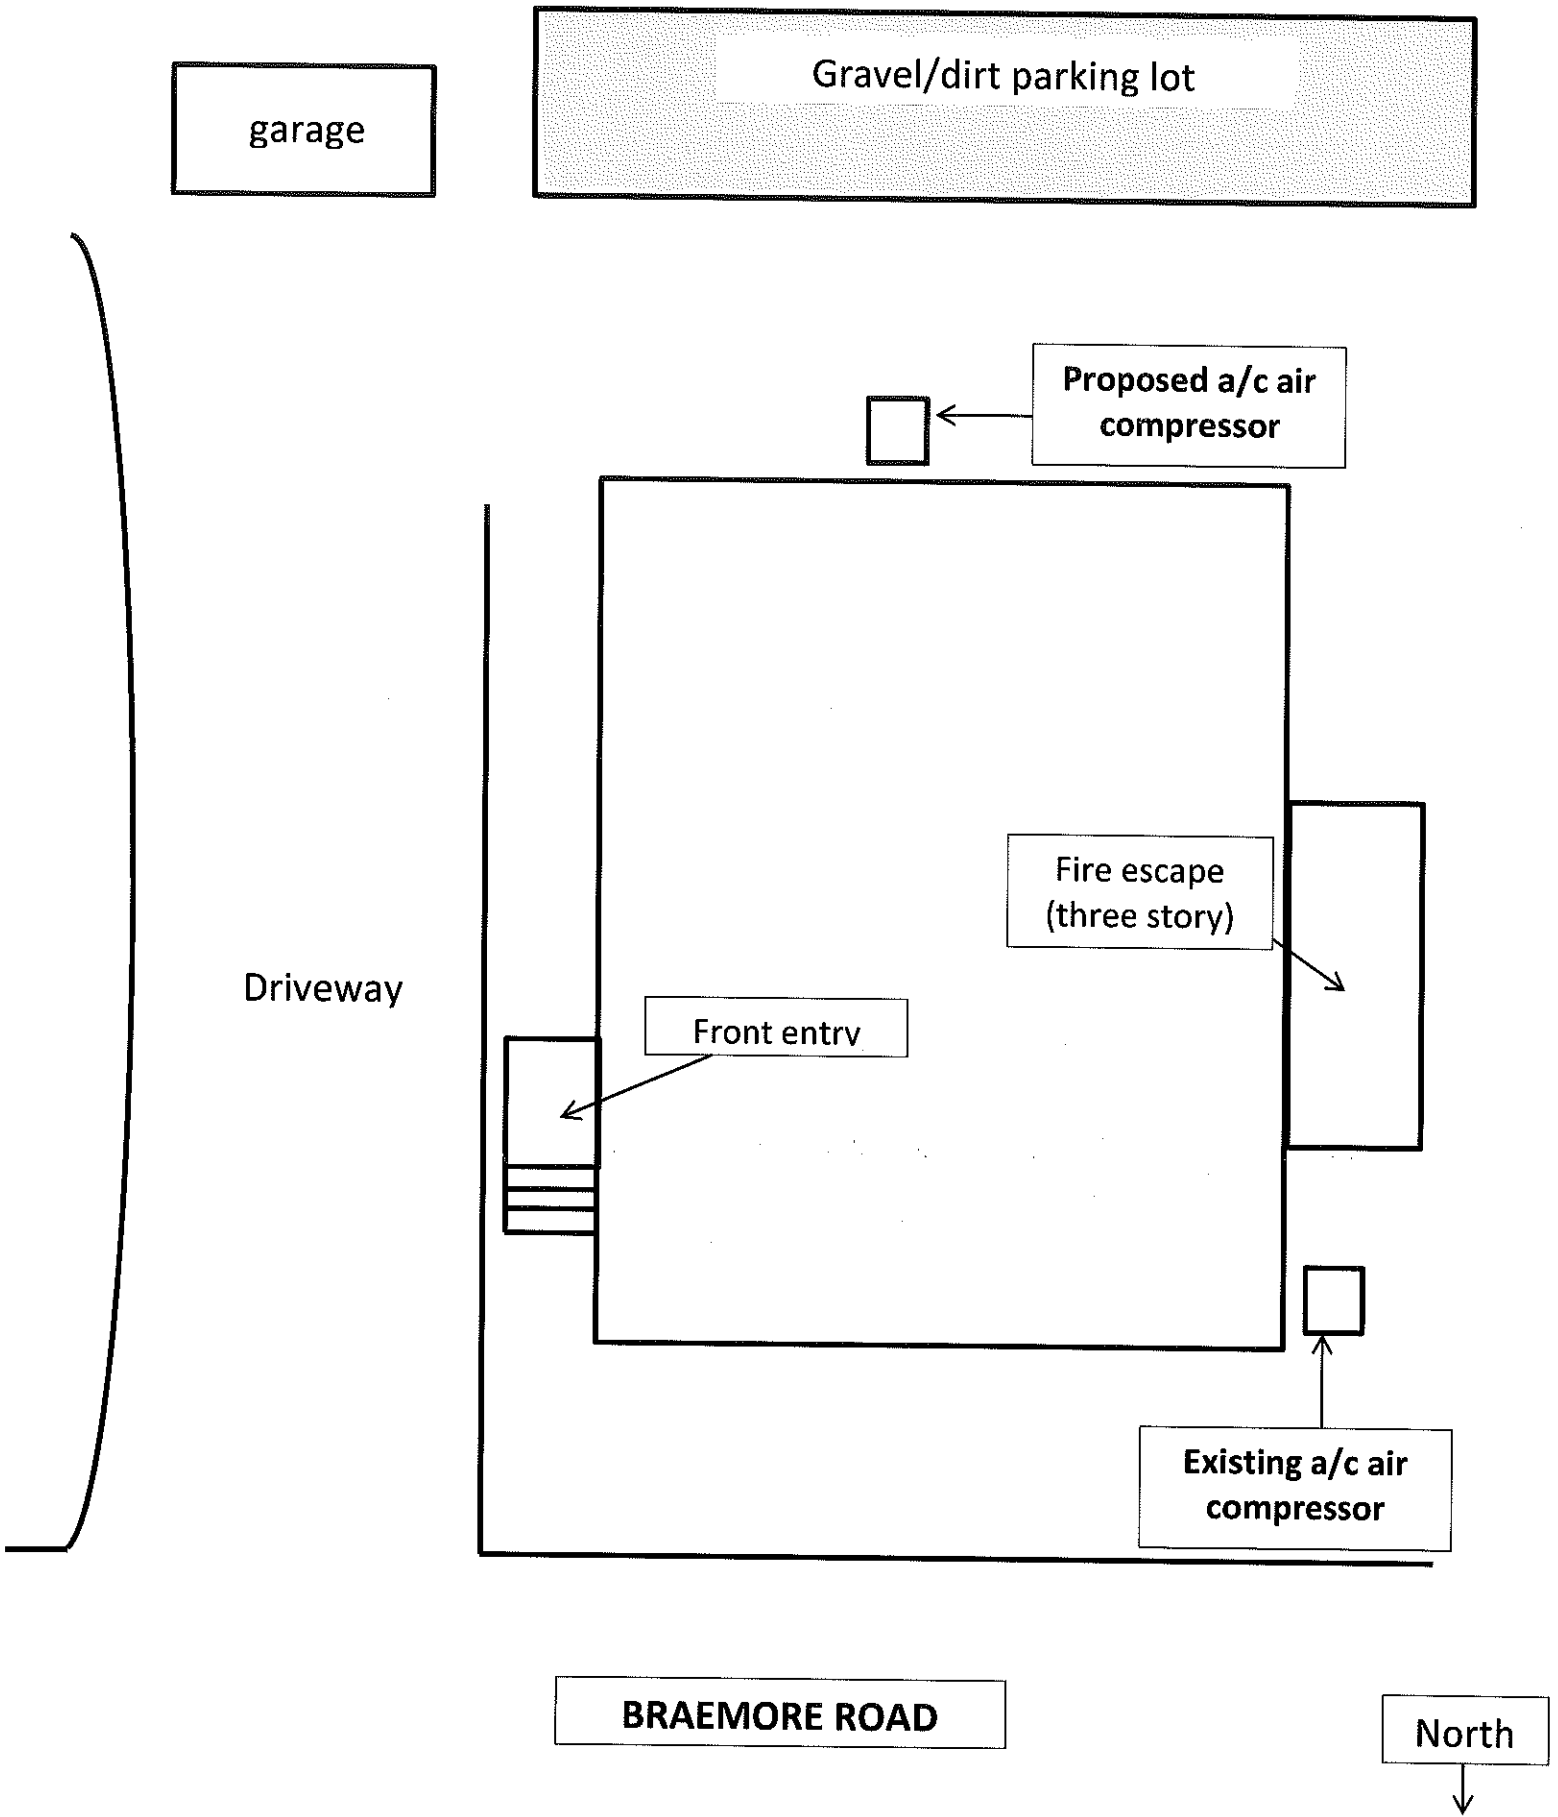 Gravel/dirt parking lot
garage
Proposed a/c air
compressor
Fire escape
(three story)
Driveway
Front entrv
Existing a/c air
compressor
BRAEMORE ROAD
North